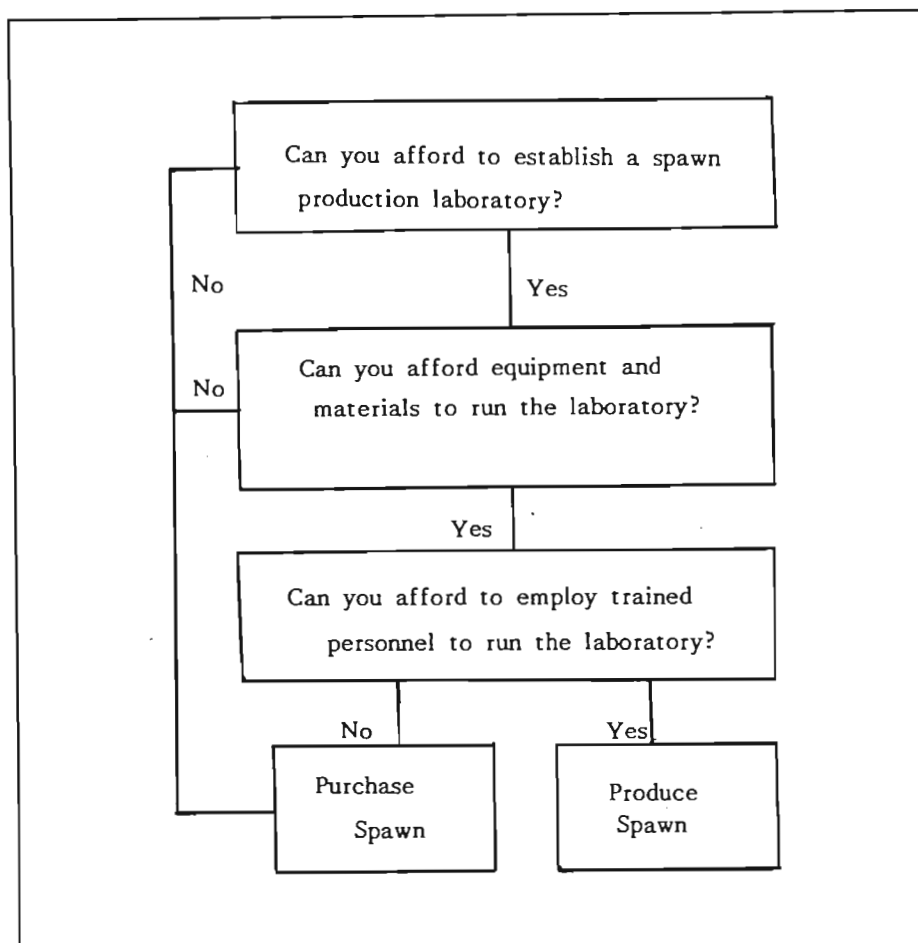 Can you afford to establish a spawn
production laboratory?
No
Yes
Can you afford equipment and
materials to run the laboratory?
No
Yes
Can you afford to employ trained
personnel to run the laboratory?
No
Yes
Purchase
Spawn
Produce
Spawn